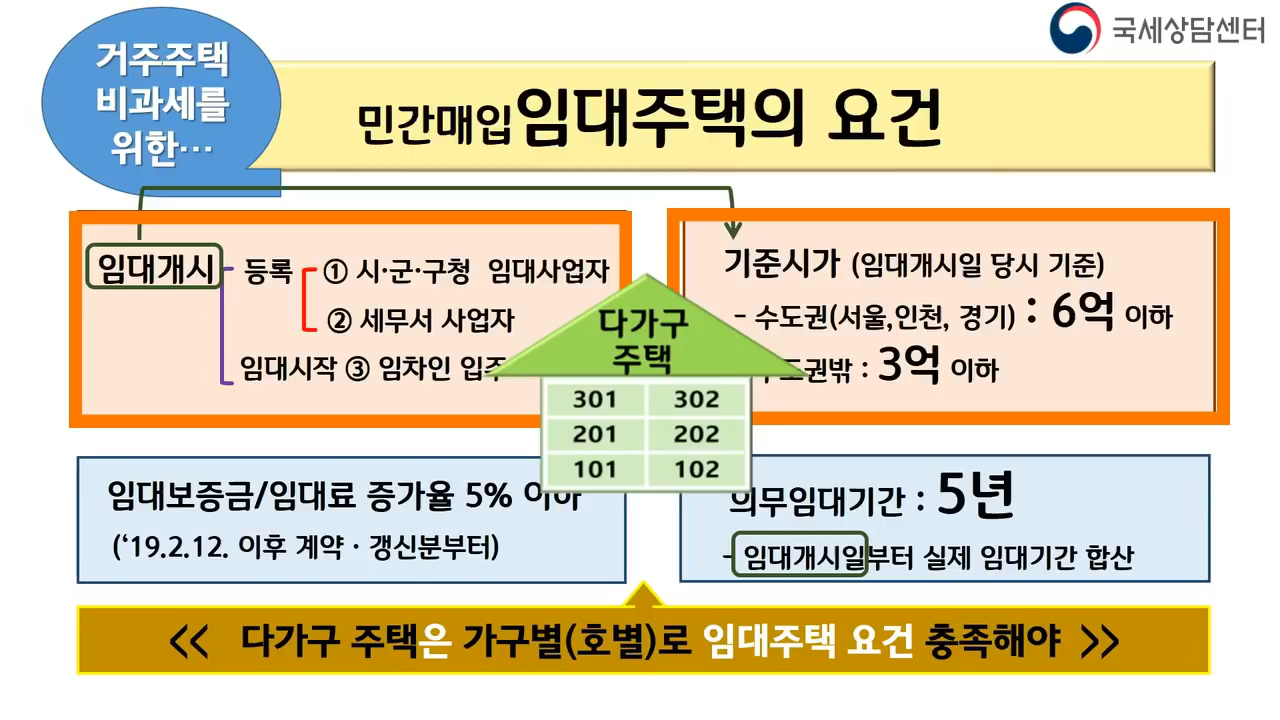 국세상담센터
거주주택
비과세를
위한…
민간매입임대주택의 요건
임대개시
등록 ① 시·군·구청 임대사업자
② 세무서 사업자
임대시작 ③ 임차인 입주
기준시가 (임대개시일 당시 기준)
- 수도권(서울,인천, 경기) : 6억 이하
도권밖 : 3억 이하
다가구
주택
301 302
201 202
101 102
임대보증금/임대료 증가율 5% 이하
(‘19.2.12. 이후 계약 · 갱신분부터)
의무임대기간 : 5년
- 임대개시일부터 실제 임대기간 합산
<< 다가구 주택은 가구별(호별)로 임대주택 요건 충족해야 >>